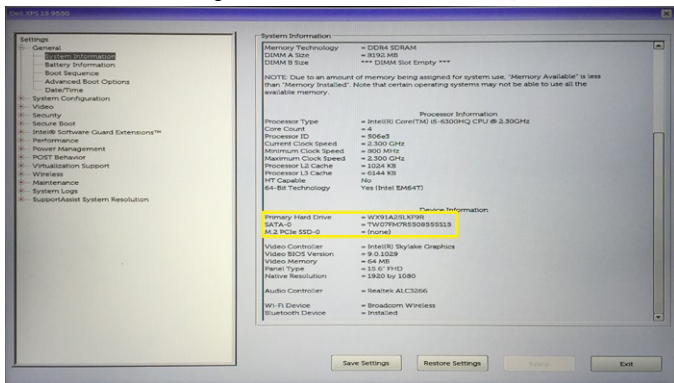 Dell XPS 15 9550
Settings
General
System Information
Battery Information
Boot Sequence
Advanced Boot Options
Date/Time
System Configuration
Video
Security
Secure Boot
Intel® Software Guard Extensions™
Performance
Power Management
POST Behavior
Virtualization Support
Wireless
Maintenance
System Logs
SupportAssist System Resolution
System Information
Memory Technology = DDR4 SDRAM
DIMM A Size = 8192 MB
DIMM B Size *** DIMM Slot Empty ***
NOTE: Due to an amount of memory being assigned for system use, "Memory Available" is less
than "Memory Installed". Note that certain operating systems may not be able to use all the
available memory.
Processor Information
Processor Type = Intel(R) Core(TM) i5-6300HQ CPU @ 2.30GHz
Core Count = 4
Processor ID = 506e3
Current Clock Speed = 2.300 GHz
Minimum Clock Speed = 800 MHz
Maximum Clock Speed = 2.300 GHz
Processor L2 Cache = 1024 KB
Processor L3 Cache = 6144 KB
HT Capable No
64-Bit Technology Yes (Intel EM64T)
Device Information
Primary Hard Drive = WX91A25LXF9R
SATA-0 = TW07FM7R5508555515
M.2 PCIe SSD-0 = (none)
Video Controller = Intel(R) Skylake Graphics
Video BIOS Version = 9.0.1029
Video Memory = 64 MB
Panel Type = 15.6" FHD
Native Resolution = 1920 by 1080
Audio Controller = Realtek ALC3266
Wi-Fi Device = Broadcom Wireless
Bluetooth Device = Installed
Save Settings
Restore Settings
Apply
Exit